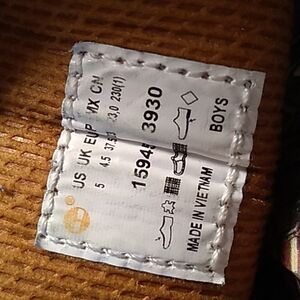 US UK EUR MX CN
5 4.5 37.5 23,0 230(1)
1594 3930
BOYS
MADE IN VIETNAM